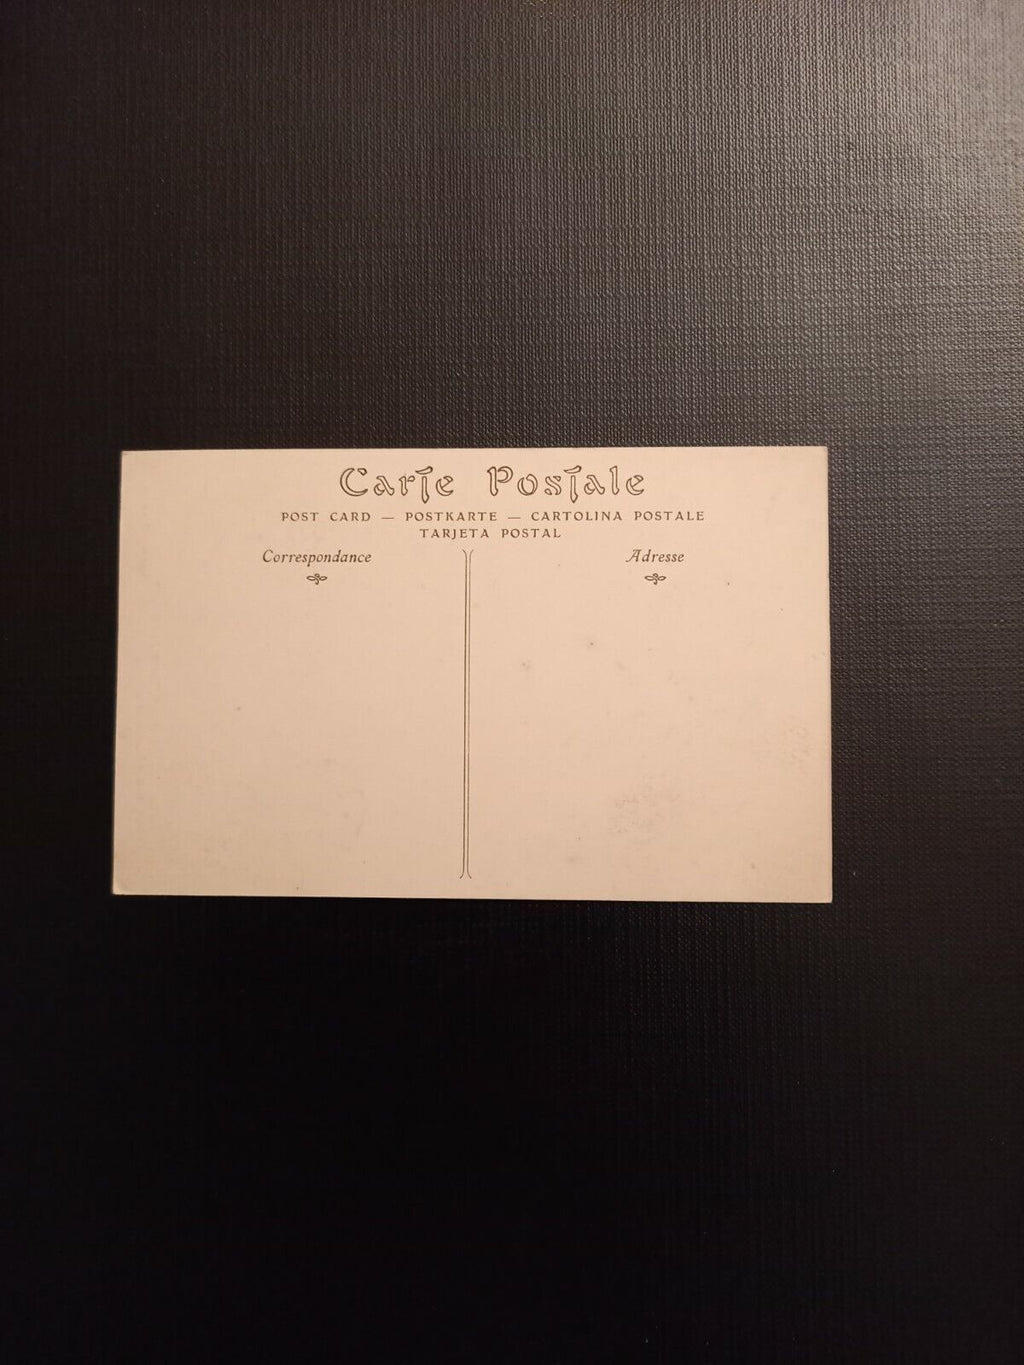 Carte Postale
POST CARD — POSTKARTE — CARTOLINA POSTALE
TARJETA POSTAL
Correspondance
Adresse